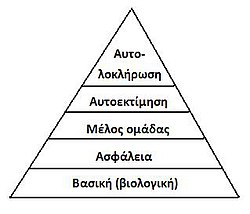 Αυτο-
λοκλήρωση
Αυτοεκτίμηση
Μέλος ομάδας
Ασφάλεια
Βασική (βιολογική)